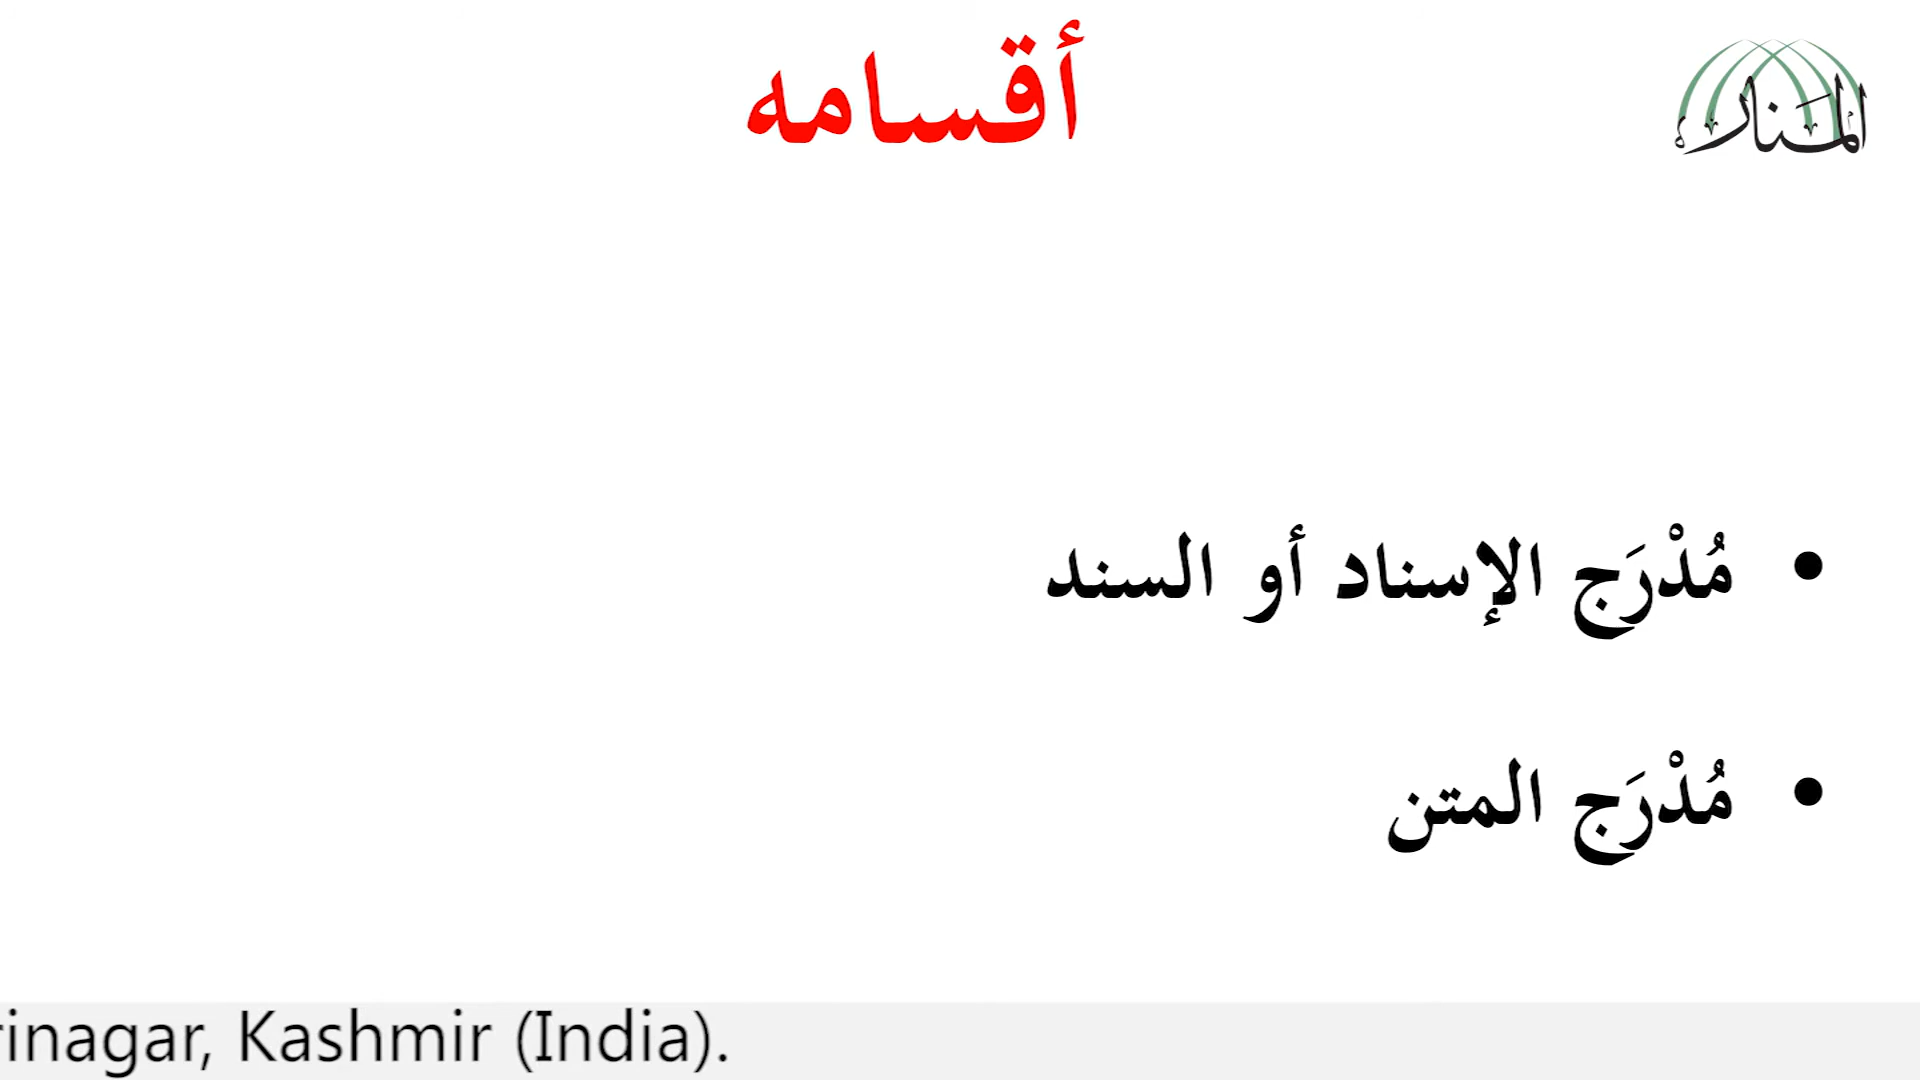 أقسامه
المنار
• مُدْرَج الإسناد أو السند
• مُدْرَج المتن
rinagar, Kashmir (India).